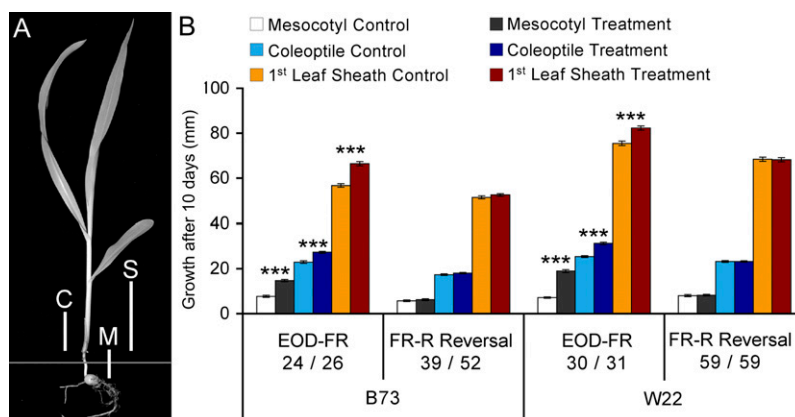 A
C
S
M
B
Mesocotyl Control
Mesocotyl Treatment
Coleoptile Control
Coleoptile Treatment
1st Leaf Sheath Control
1st Leaf Sheath Treatment
Growth after 10 days (mm)
100
80
60
40
20
0
***
***
***
***
***
***
EOD-FR
FR-R Reversal
EOD-FR
FR-R Reversal
24 / 26
39 / 52
30 / 31
59 / 59
B73
W22